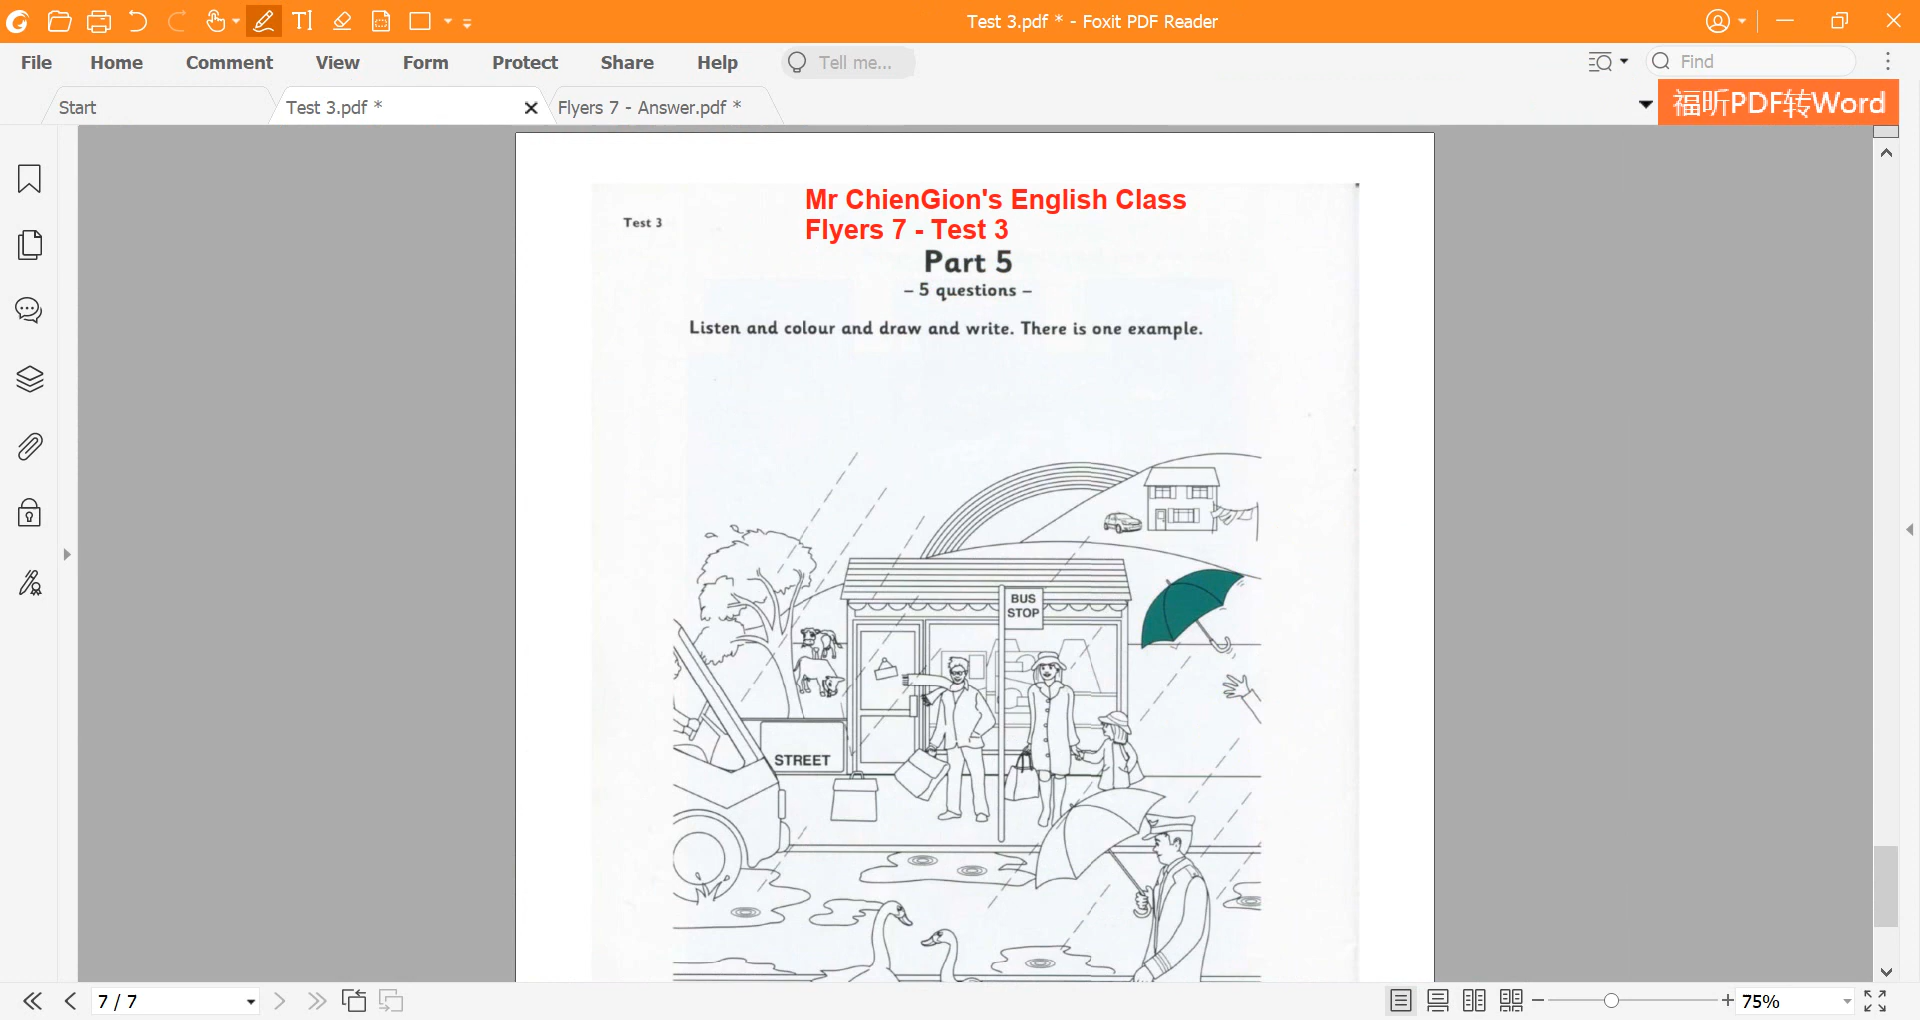 Test 3.pdf * - Foxit PDF Reader
File Home Comment View Form Protect Share Help Tell me... Find
Start Test 3.pdf * Flyers 7 - Answer.pdf * 福昕PDF转Word
Mr ChienGion's English Class
Test 3
Flyers 7 - Test 3
Part 5
– 5 questions –
Listen and colour and draw and write. There is one example.
BUS
STOP
STREET
7 / 7
75%